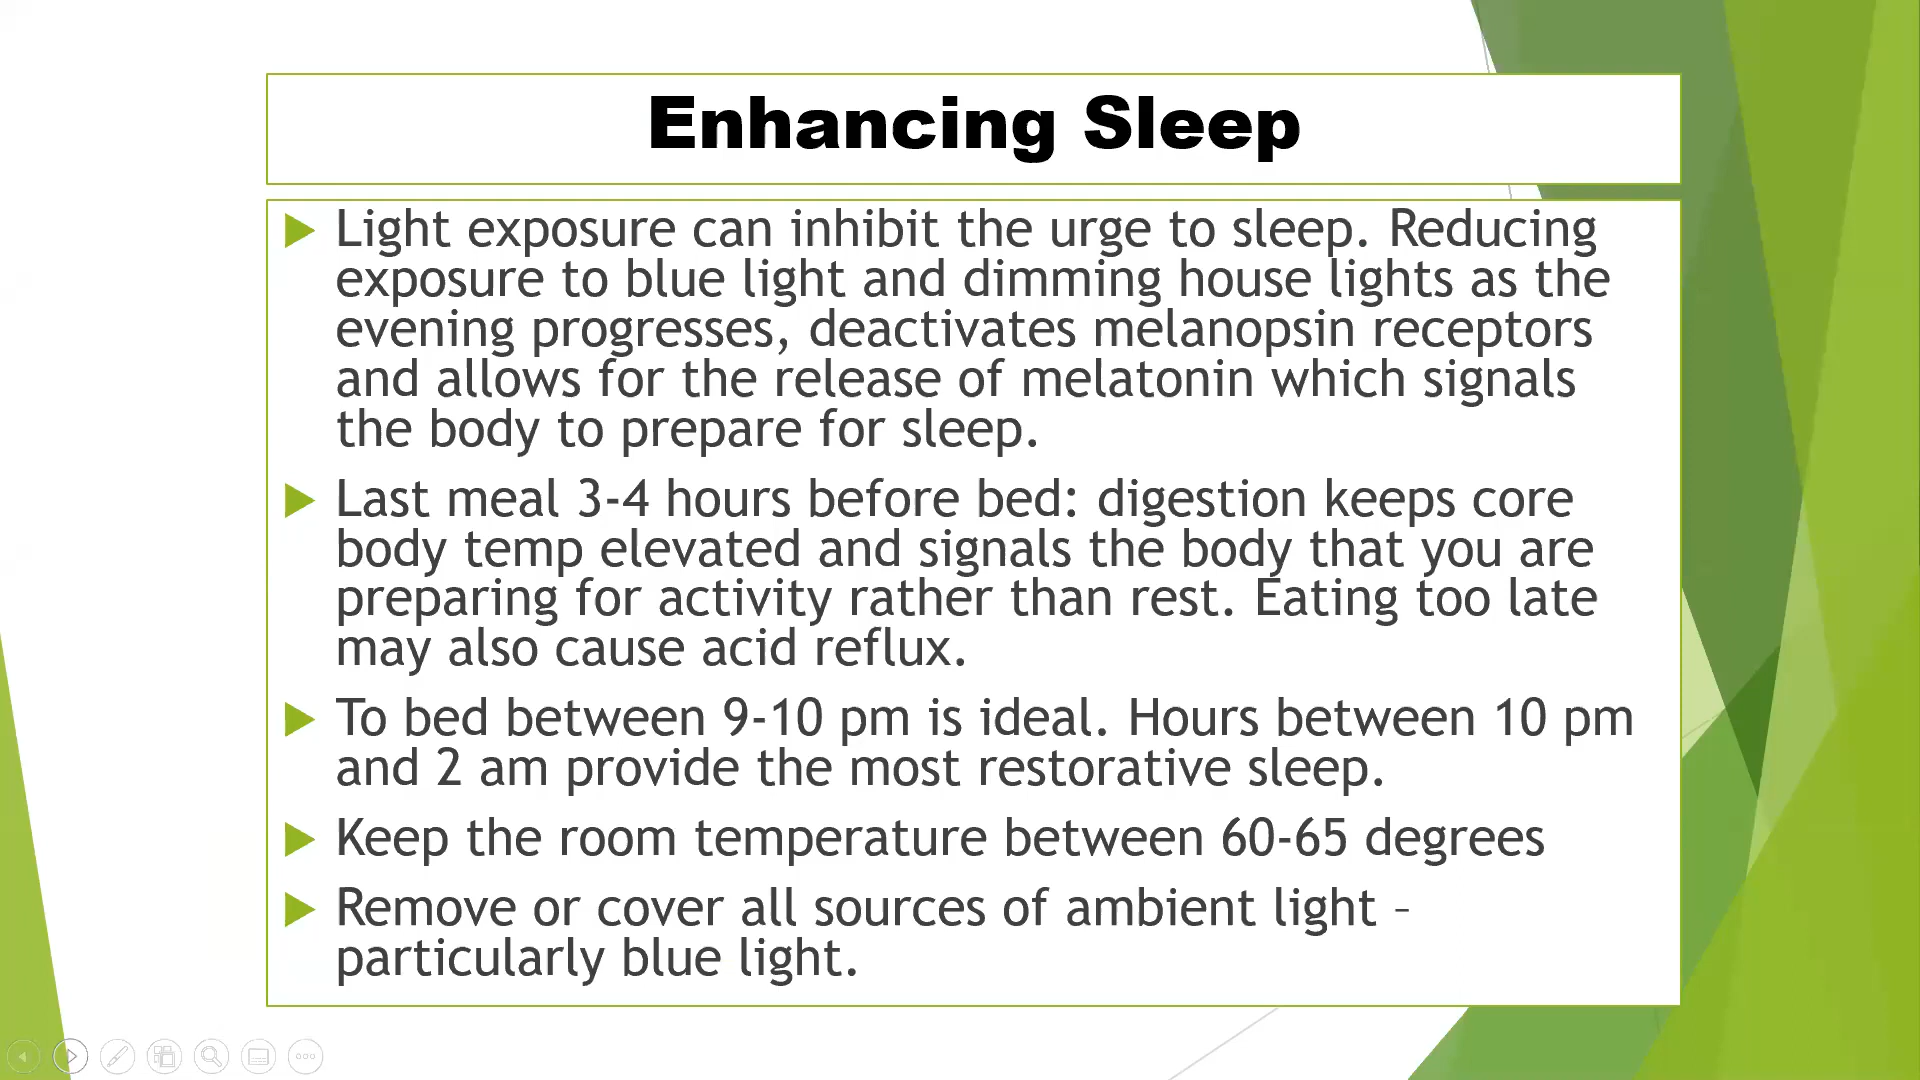 Enhancing Sleep
Light exposure can inhibit the urge to sleep. Reducing
exposure to blue light and dimming house lights as the
evening progresses, deactivates melanopsin receptors
and allows for the release of melatonin which signals
the body to prepare for sleep.
Last meal 3-4 hours before bed: digestion keeps core
body temp elevated and signals the body that you are
preparing for activity rather than rest. Eating too late
may also cause acid reflux.
To bed between 9-10 pm is ideal. Hours between 10 pm
and 2 am provide the most restorative sleep.
Keep the room temperature between 60-65 degrees
Remove or cover all sources of ambient light –
particularly blue light.